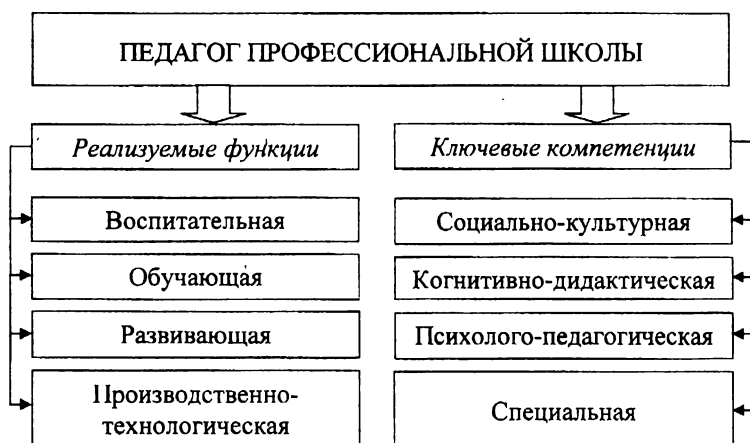 ПЕДАГОГ ПРОФЕССИОНАЛЬНОЙ ШКОЛЫ
Реализуемые функции
Воспитательная
Обучающая
Развивающая
Производственно-
технологическая
Ключевые компетенции
Социально-культурная
Когнитивно-дидактическая
Психолого-педагогическая
Специальная